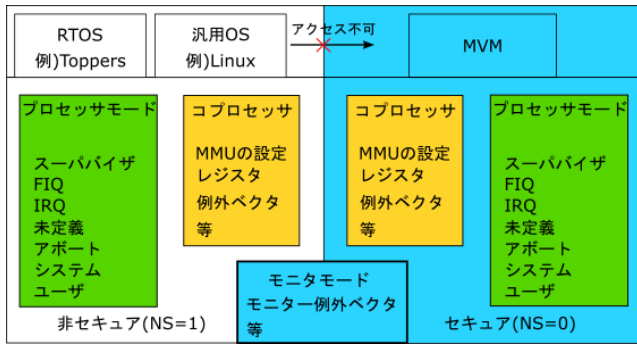 RTOS
例)Toppers
汎用OS
例)Linux
アクセス不可
MVM
プロセッサモード
スーパバイザ
FIQ
IRQ
未定義
アボート
システム
ユーザ
コプロセッサ
MMUの設定
レジスタ
例外ベクタ
等
コプロセッサ
MMUの設定
レジスタ
例外ベクタ
等
プロセッサモード
スーパバイザ
FIQ
IRQ
未定義
アボート
システム
ユーザ
モニタモード
モニター例外ベクタ
等
非セキュア(NS=1)
セキュア(NS=0)